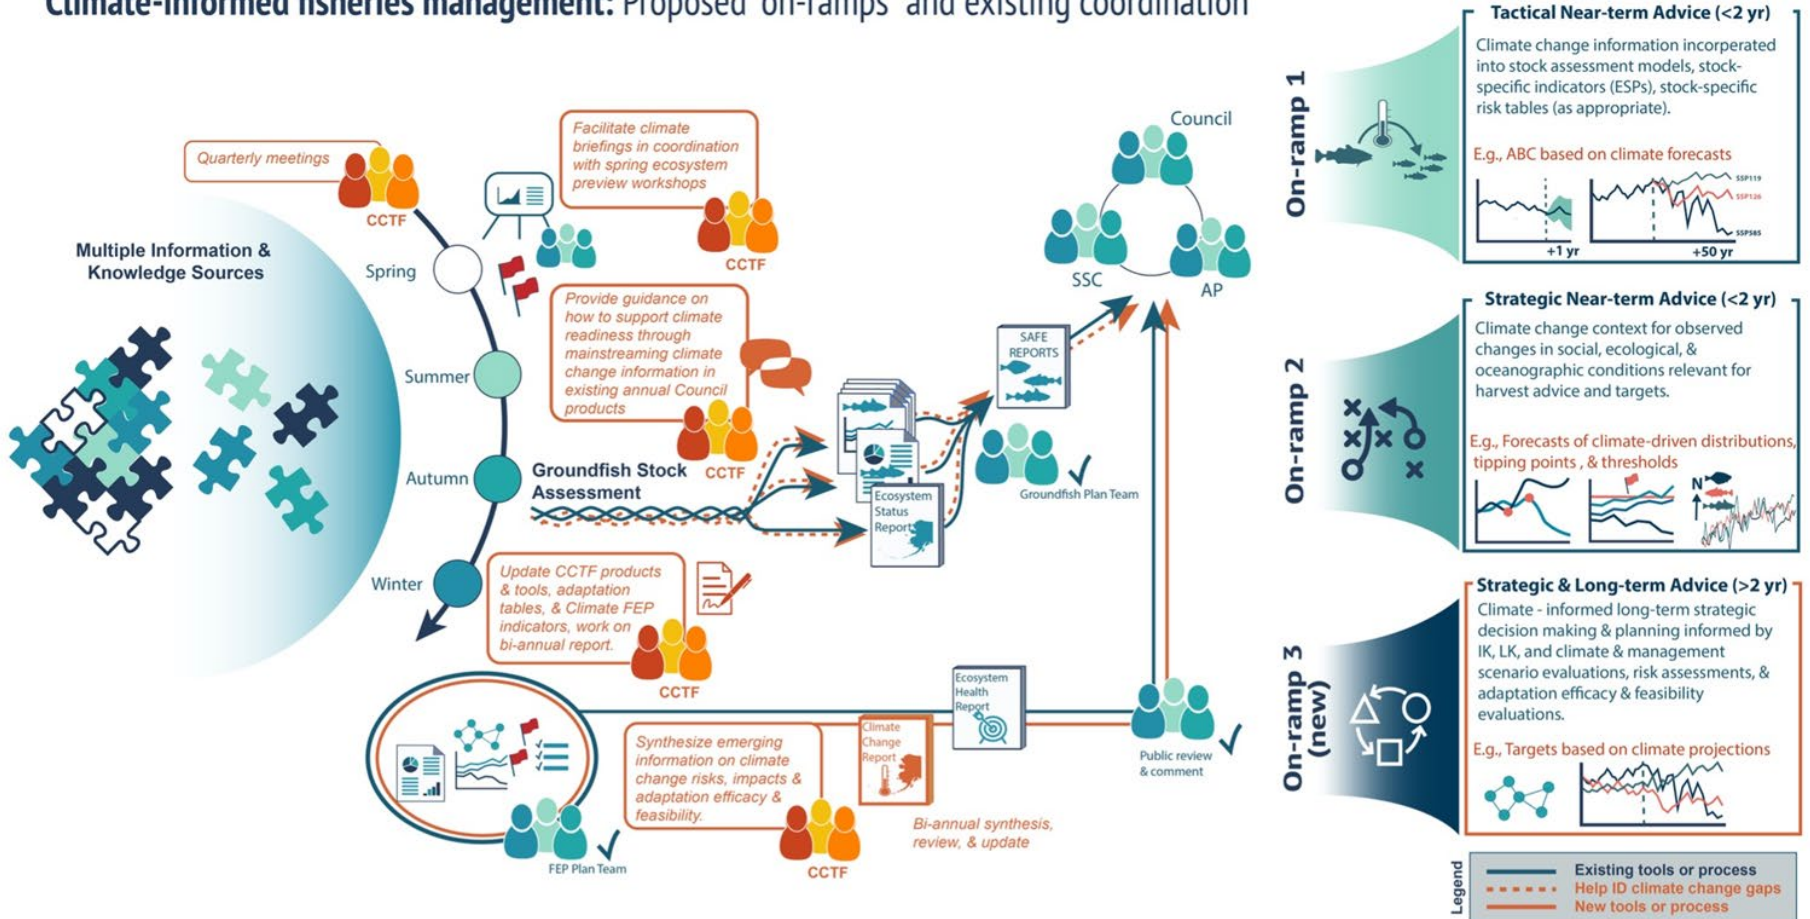 Climate-informed fisheries management: Proposed 'on-ramps' and existing coordination
Quarterly meetings
CCTF
Multiple Information &
Knowledge Sources
Spring
Summer
Autumn
Winter
Facilitate climate
briefings in coordination
with spring ecosystem
preview workshops
CCTF
Provide guidance on
how to support climate
readiness through
mainstreaming climate
change information in
existing annual Council
products
CCTF
Groundfish Stock
Assessment
Ecosystem
Status
Report
SAFE
REPORTS
Groundfish Plan Team
Council
SSC
AP
Update CCTF products
& tools, adaptation
tables, & Climate FEP
indicators, work on
bi-annual report.
CCTF
FEP Plan Team
Synthesize emerging
information on climate
change risks, impacts &
adaptation efficacy &
feasibility.
CCTF
Climate
Change
Report
Ecosystem
Health
Report
Bi-annual synthesis,
review, & update
Public review
& comment
On-ramp 1
Tactical Near-term Advice (<2 yr)
Climate change information incorperated
into stock assessment models, stock-
specific indicators (ESPs), stock-specific
risk tables (as appropriate).
E.g., ABC based on climate forecasts
+1 yr
SSP119
SSP126
SSP585
+50 yr
On-ramp 2
Strategic Near-term Advice (<2 yr)
Climate change context for observed
changes in social, ecological, &
oceanographic conditions relevant for
harvest advice and targets.
E.g., Forecasts of climate-driven distributions,
tipping points , & thresholds
N
On-ramp 3
(new)
Strategic & Long-term Advice (>2 yr)
Climate - informed long-term strategic
decision making & planning informed by
IK, LK, and climate & management
scenario evaluations, risk assessments, &
adaptation efficacy & feasibility
evaluations.
E.g., Targets based on climate projections
Legend
Existing tools or process
Help ID climate change gaps
New tools or process